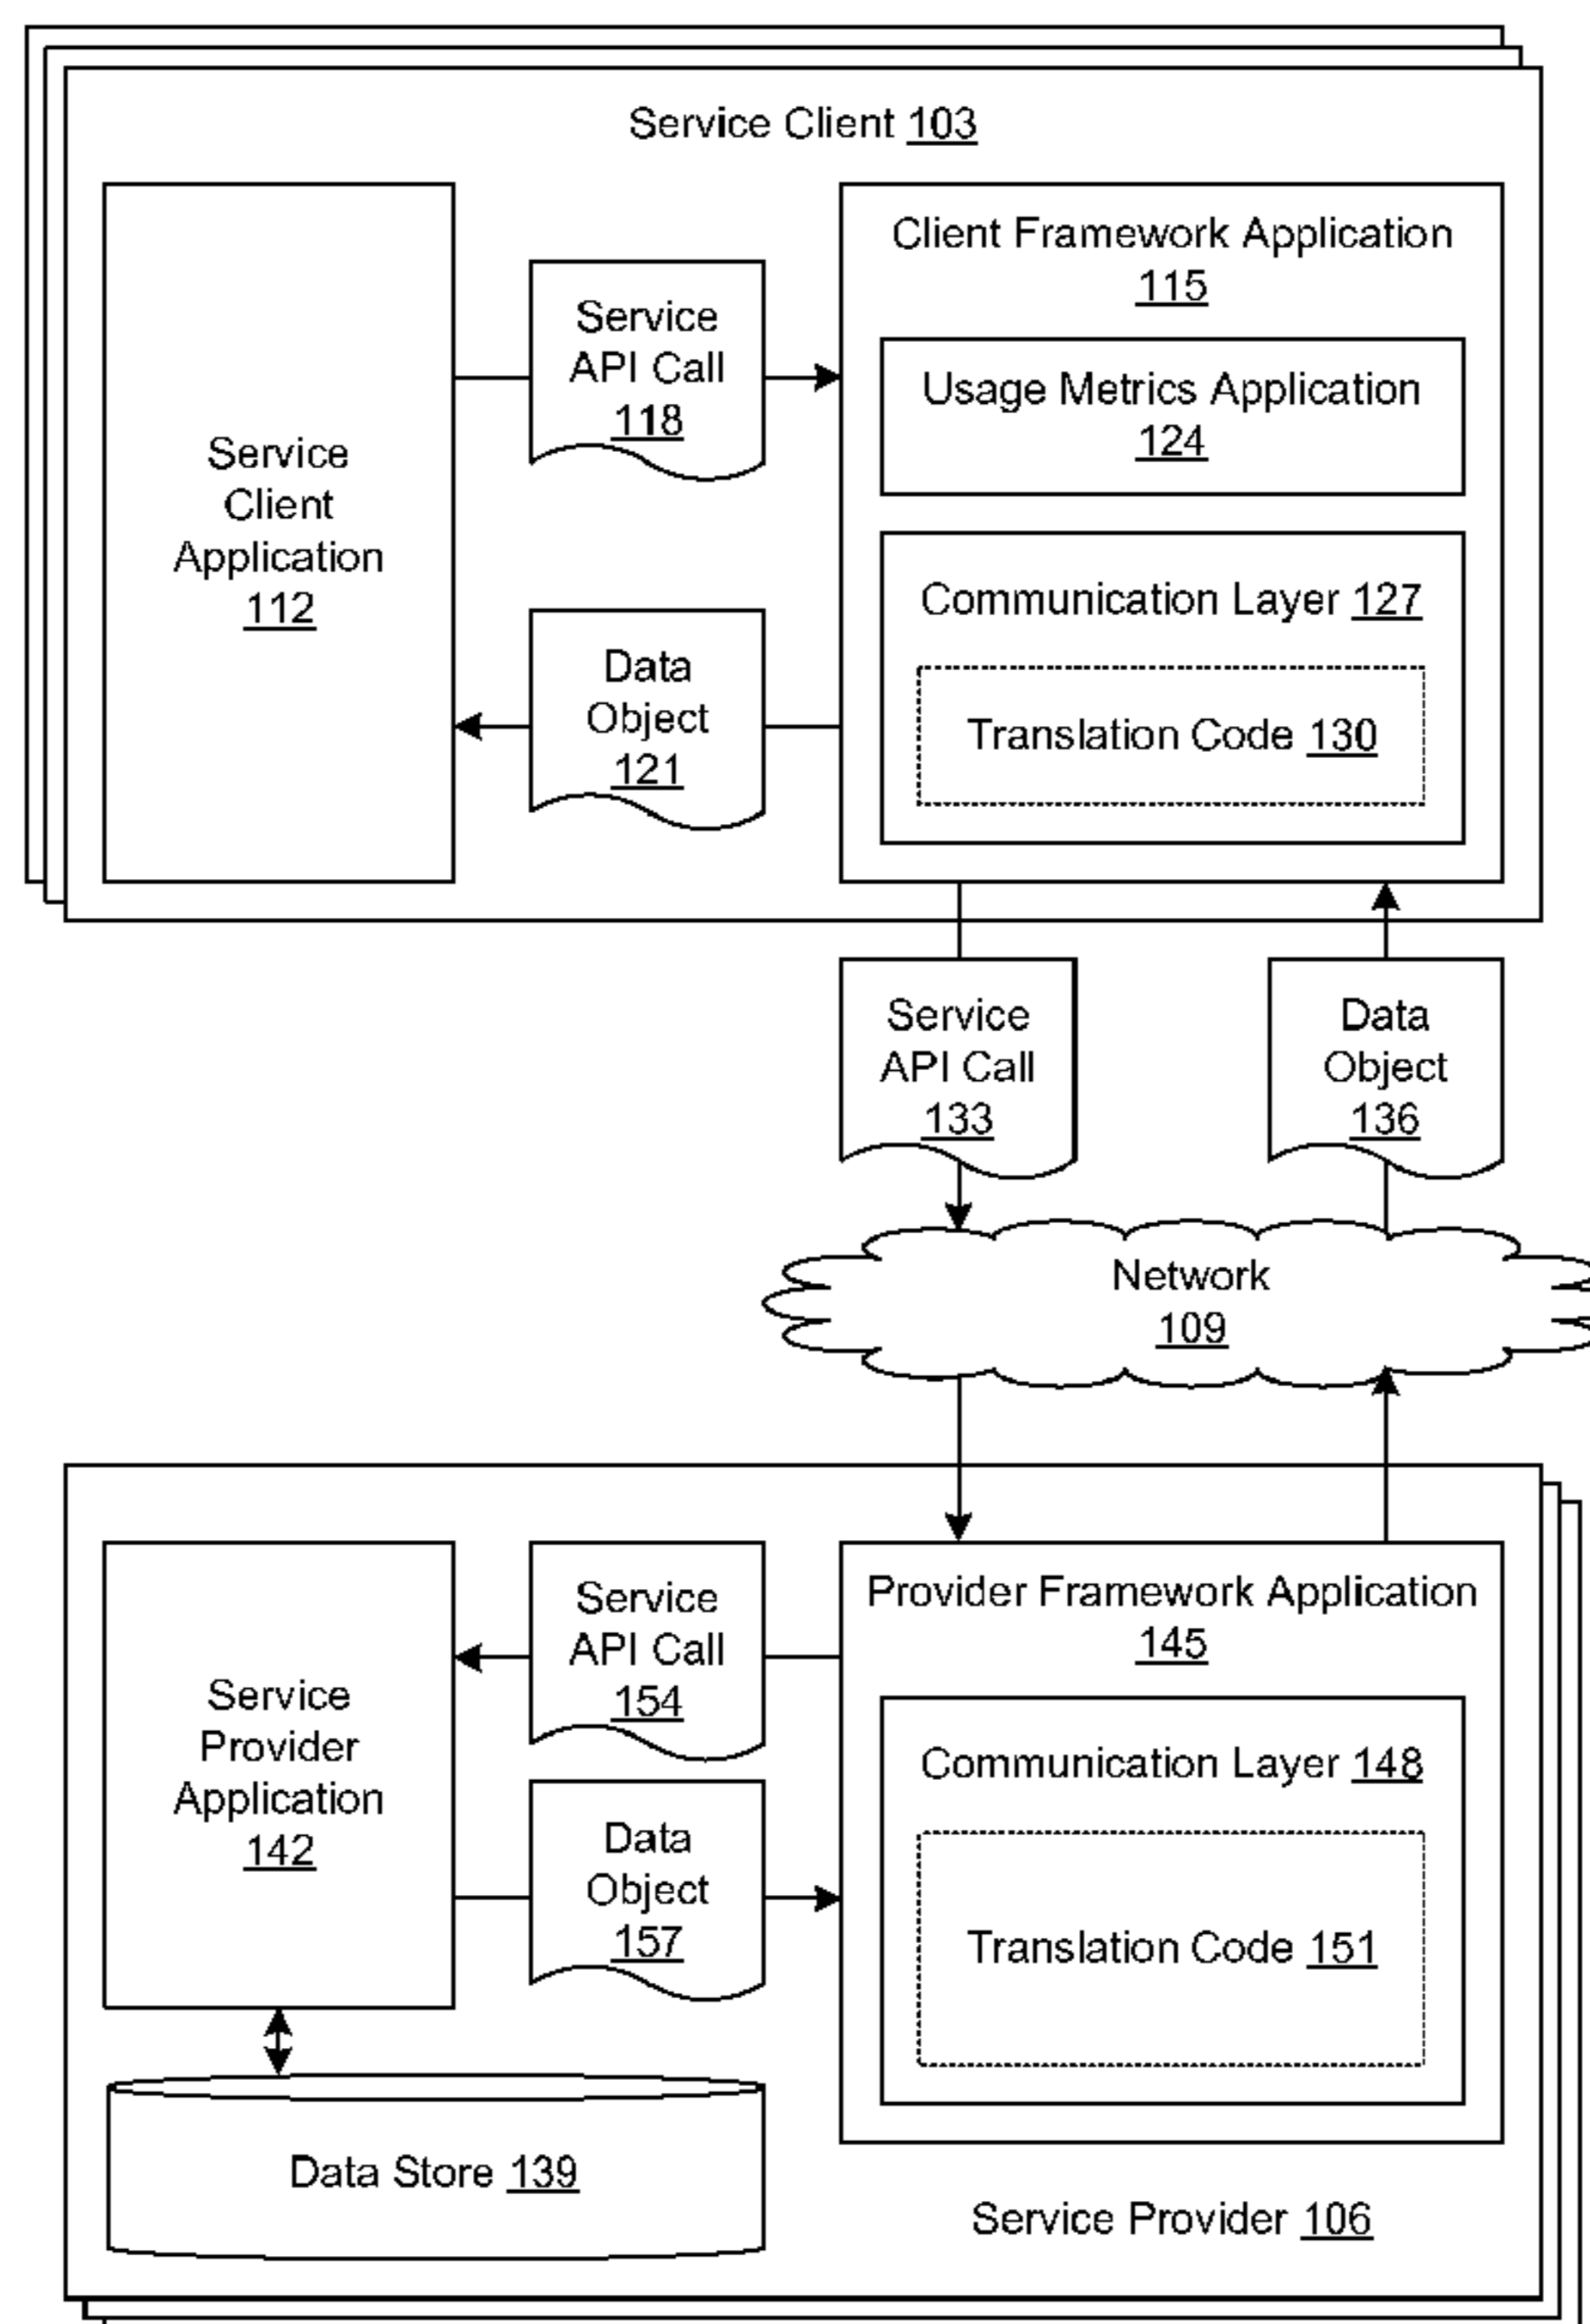 Service Client 103
Service
Client
Application
112
Service
API Call
118
Data
Object
121
Client Framework Application
115
Usage Metrics Application
124
Communication Layer 127
Translation Code 130
Service
API Call
133
Data
Object
136
Network
109
Service
Provider
Application
142
Service
API Call
154
Data
Object
157
Provider Framework Application
145
Communication Layer 148
Translation Code 151
Data Store 139
Service Provider 106